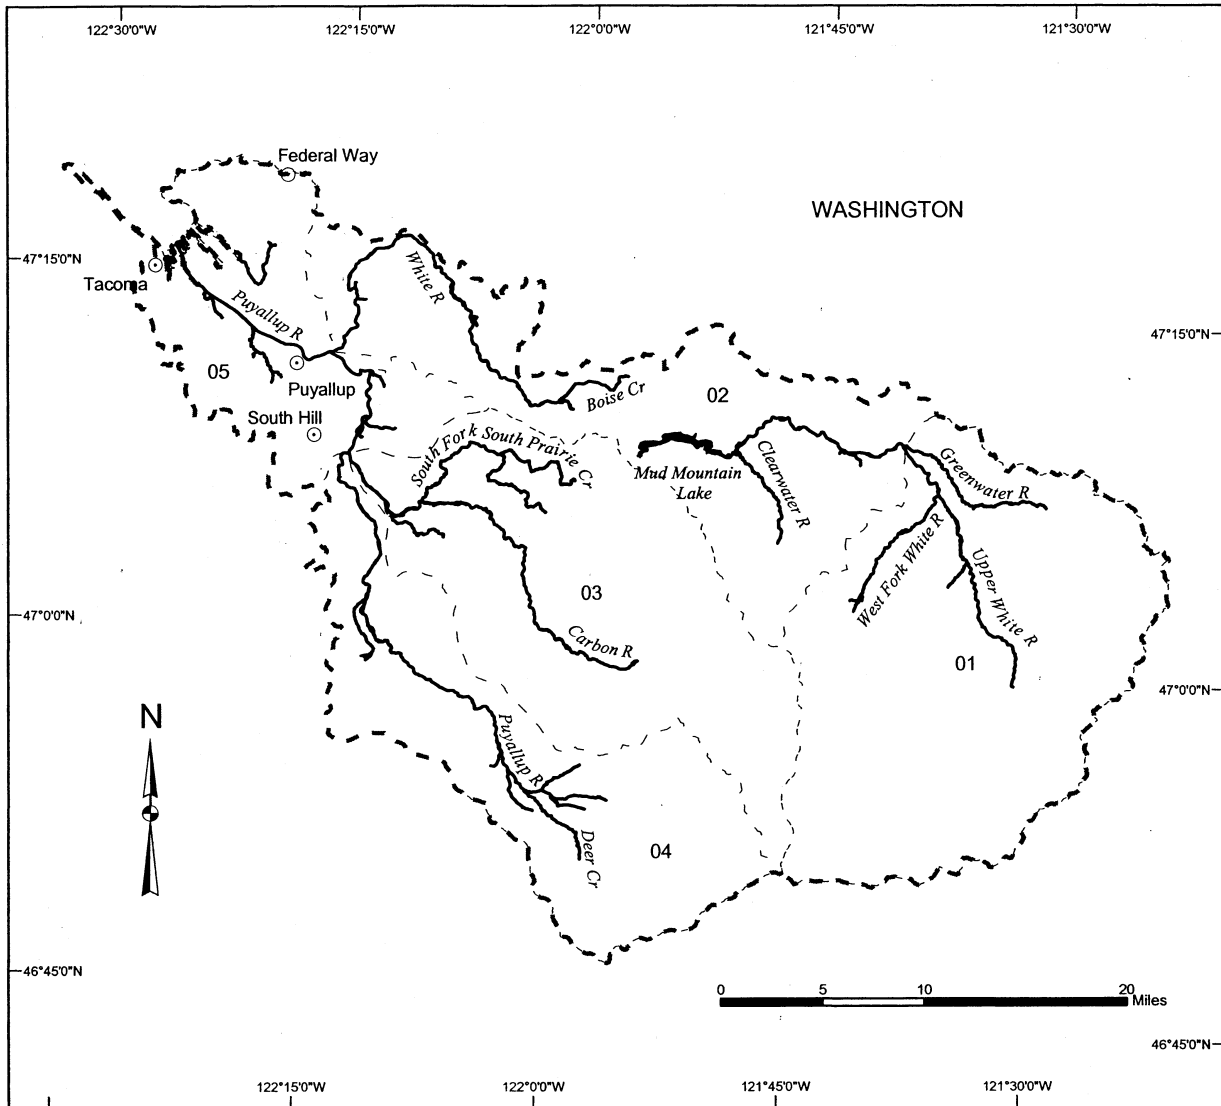 122°30'0"W
122°15'0"W
122°0'0"W
121°45'0"W
121°30'0"W
Federal Way
WASHINGTON
47°15'0"N
Tacoma
White R
Puyallup R
47°15'0"N
05
Puyallup
Boise Cr
02
South Hill
South Fork South Prairie Cr
Mud Mountain
Lake
Clearwater R
Greenwater R
West Fork White R
Upper White R
03
47°0'0"N
Carbon R
01
47°0'0"N
N
Puyallup R
Deer Cr
04
46°45'0"N
0
5
10
20
Miles
46°45'0"N
122°15'0"W
122°0'0"W
121°45'0"W
121°30'0"W